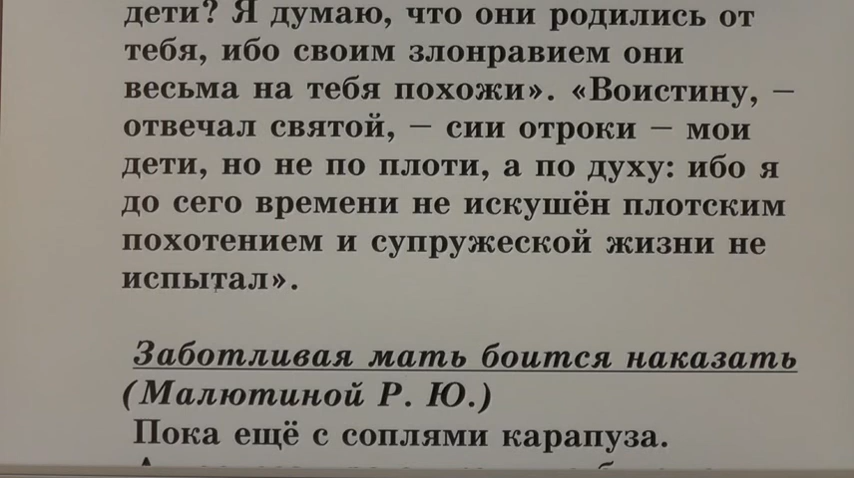 дети? Я думаю, что они родились от
тебя, ибо своим злонравием они
весьма на тебя похожи». «Воистину, –
отвечал святой, – сии отроки – мои
дети, но не по плоти, а по духу: ибо я
до сего времени не искушён плотским
похотением и супружеской жизни не
испытал».
Заботливая мать боится наказать
(Малютиной Р. Ю.)
Пока ещё с соплями карапуза.